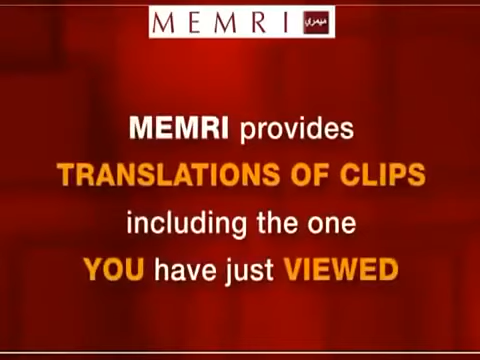 MEMRI ميمري
MEMRI provides
TRANSLATIONS OF CLIPS
including the one
YOU have just VIEWED